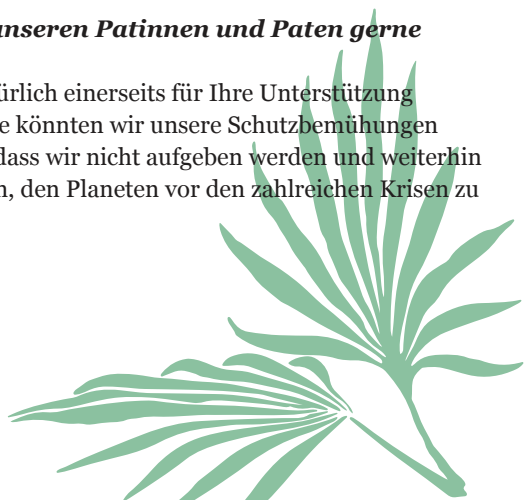 unseren Patinnen und Paten gerne
ürlich einerseits für Ihre Unterstützung
e könnten wir unsere Schutzbemühungen
dass wir nicht aufgeben werden und weiterhin
n, den Planeten vor den zahlreichen Krisen zu